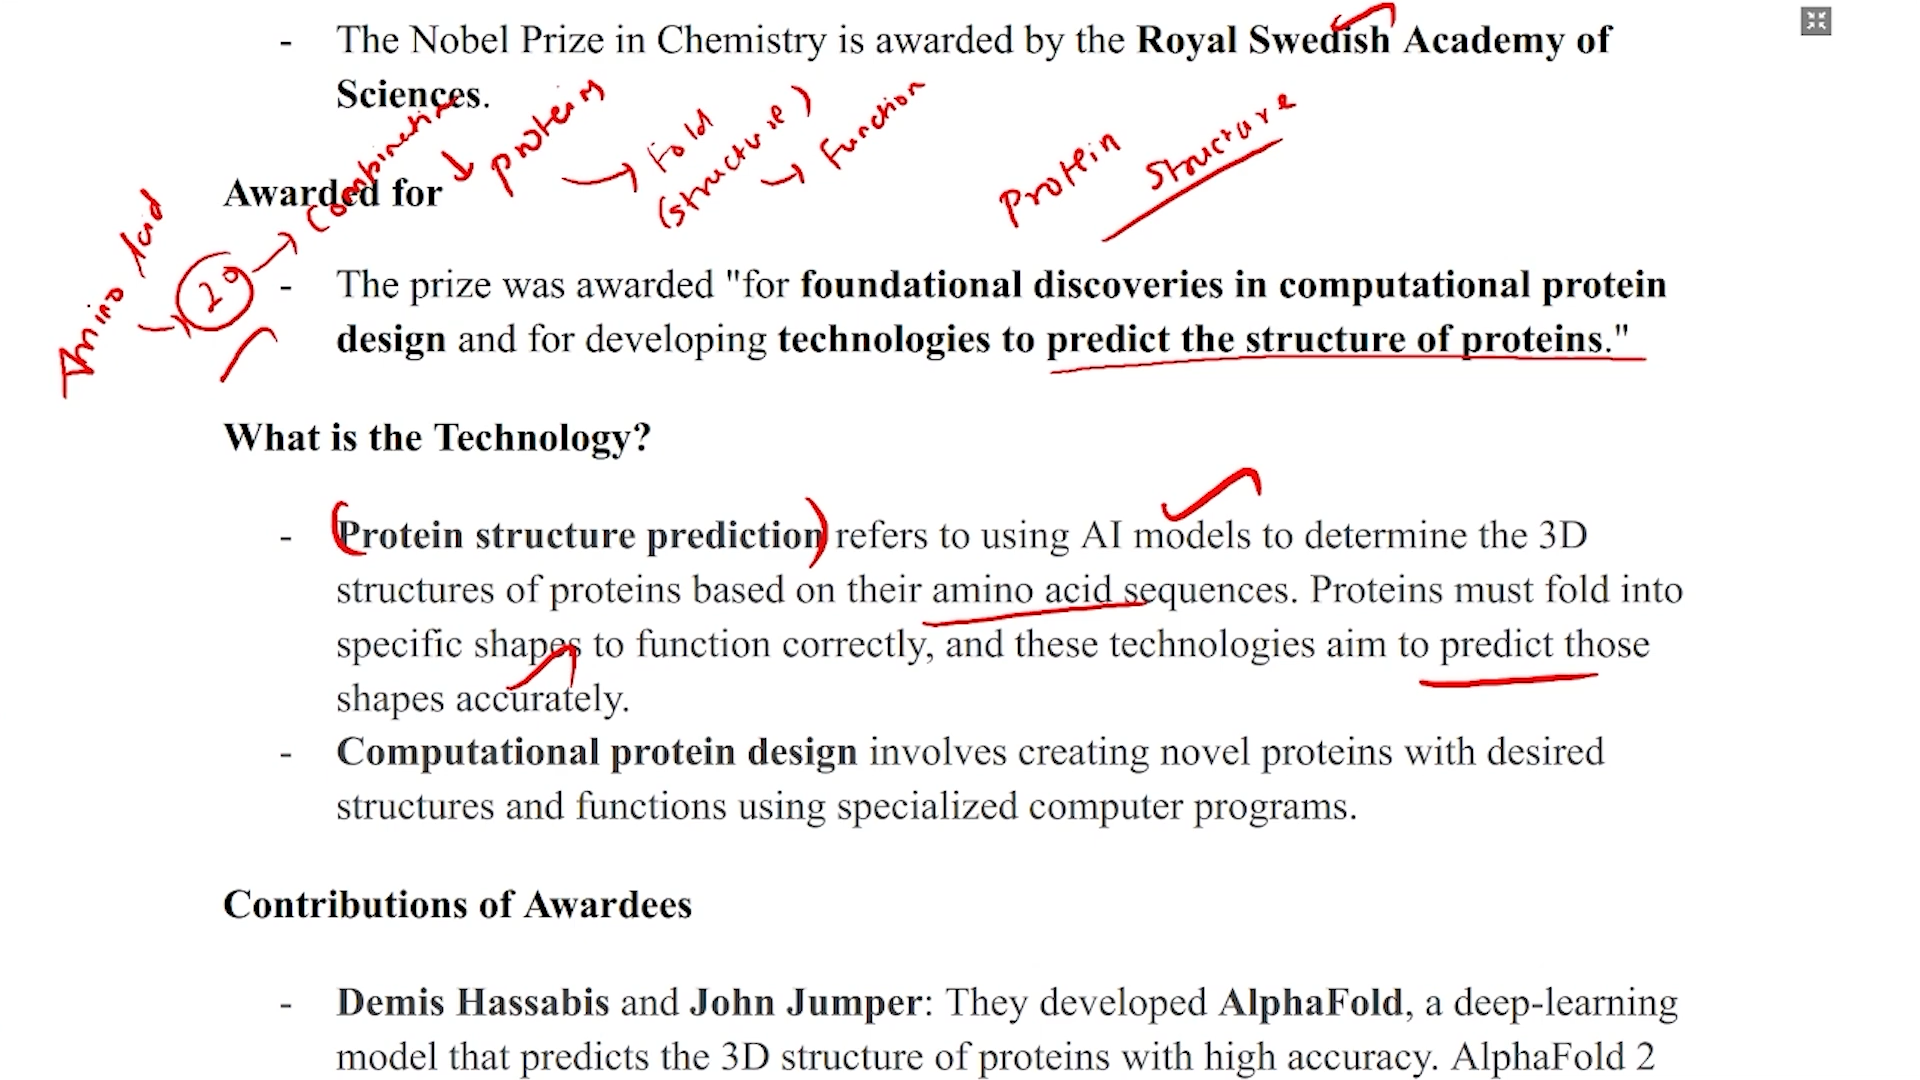 - The Nobel Prize in Chemistry is awarded by the Royal Swedish Academy of
Sciences.
Amino Acid
20
Combination
proteins
Fold
(structure)
Function
Protein Structure
Awarded for
- The prize was awarded "for foundational discoveries in computational protein
design and for developing technologies to predict the structure of proteins."
What is the Technology?
- (Protein structure prediction) refers to using AI models to determine the 3D
structures of proteins based on their amino acid sequences. Proteins must fold into
specific shapes to function correctly, and these technologies aim to predict those
shapes accurately.
- Computational protein design involves creating novel proteins with desired
structures and functions using specialized computer programs.
Contributions of Awardees
- Demis Hassabis and John Jumper: They developed AlphaFold, a deep-learning
model that predicts the 3D structure of proteins with high accuracy. AlphaFold 2